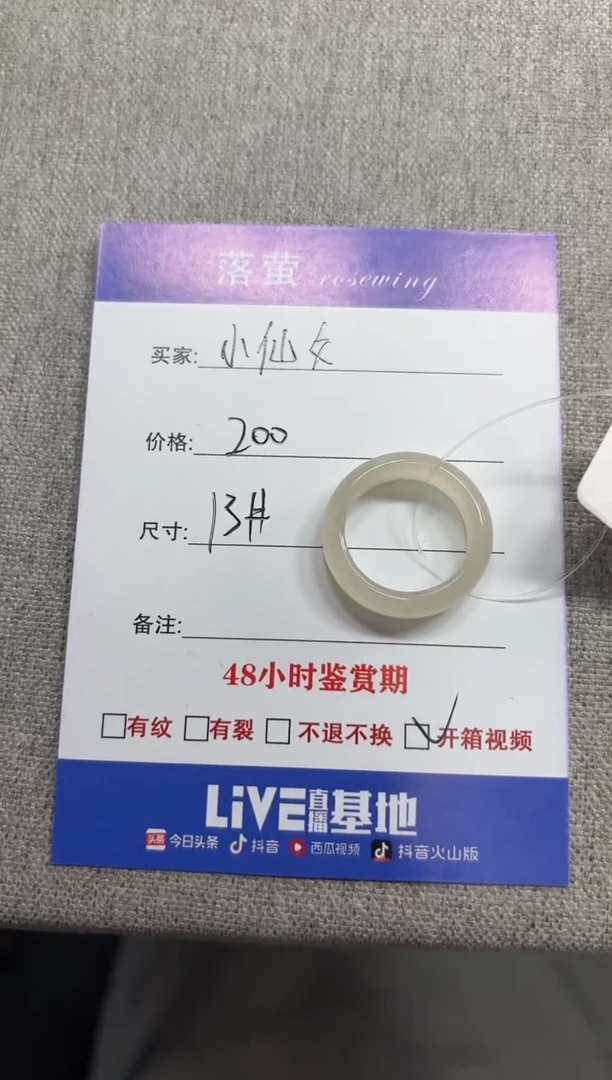 落萤 rosewing
买家: 小仙女
价格: 200
尺寸: 13#
备注:
48小时鉴赏期
有纹 有裂 不退不换 开箱视频
LiVE直播基地
头条 今日头条 抖音 西瓜视频 抖音火山版